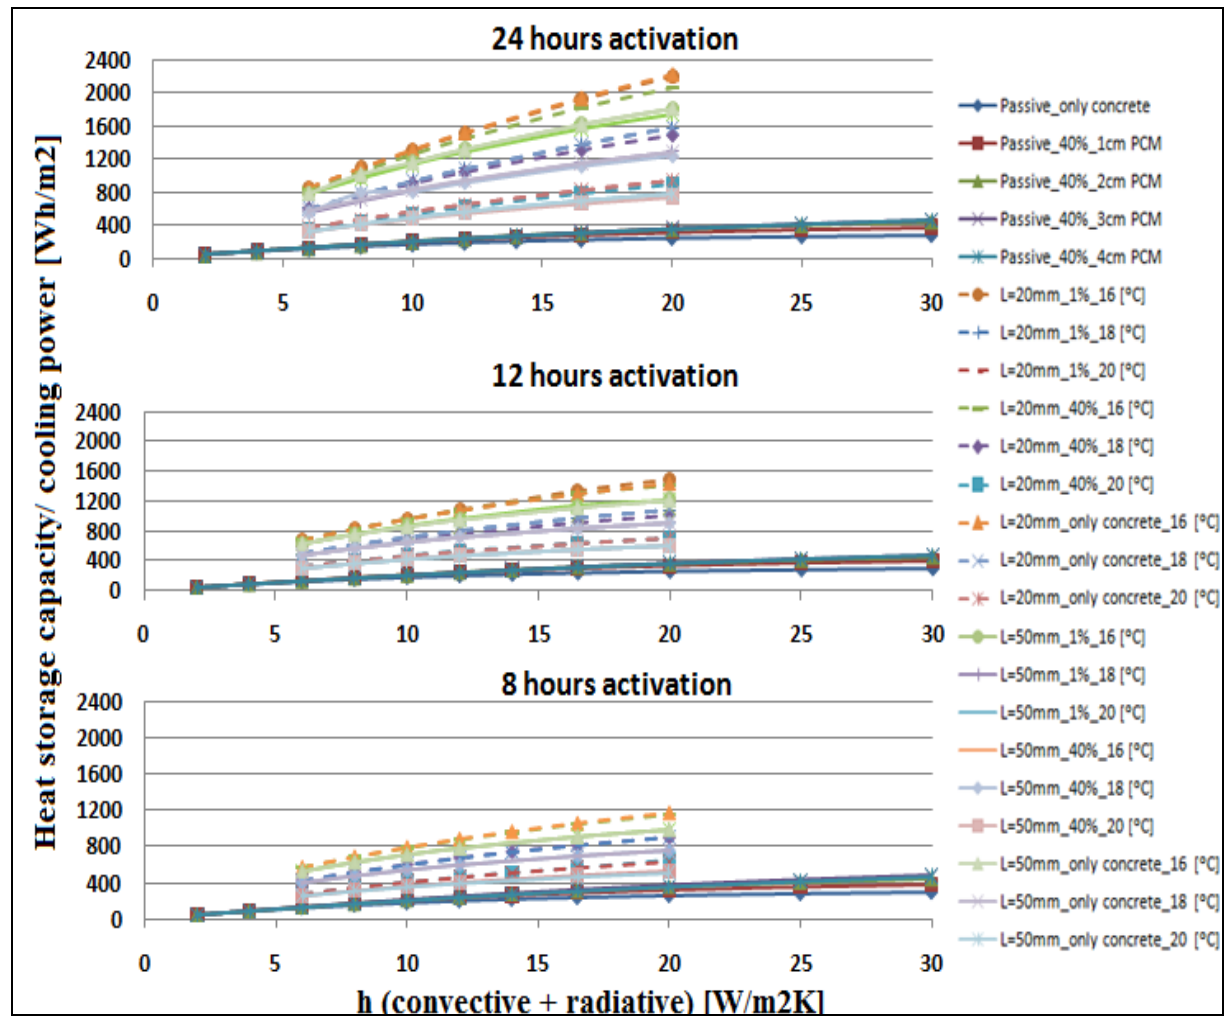 24 hours activation
2400
2000
1600
1200
800
400
0
0 5 10 15 20 25 30
12 hours activation
2400
2000
1600
1200
800
400
0
0 5 10 15 20 25 30
8 hours activation
2400
2000
1600
1200
800
400
0
0 5 10 15 20 25 30
Heat storage capacity/ cooling power [Wh/m2]
h (convective + radiative) [W/m2K]
Passive_only concrete
Passive_40%_1cm PCM
Passive_40%_2cm PCM
Passive_40%_3cm PCM
Passive_40%_4cm PCM
L=20mm_1%_16 [°C]
L=20mm_1%_18 [°C]
L=20mm_1%_20 [°C]
L=20mm_40%_16 [°C]
L=20mm_40%_18 [°C]
L=20mm_40%_20 [°C]
L=20mm_only concrete_16 [°C]
L=20mm_only concrete_18 [°C]
L=20mm_only concrete_20 [°C]
L=50mm_1%_16 [°C]
L=50mm_1%_18 [°C]
L=50mm_1%_20 [°C]
L=50mm_40%_16 [°C]
L=50mm_40%_18 [°C]
L=50mm_40%_20 [°C]
L=50mm_only concrete_16 [°C]
L=50mm_only concrete_18 [°C]
L=50mm_only concrete_20 [°C]